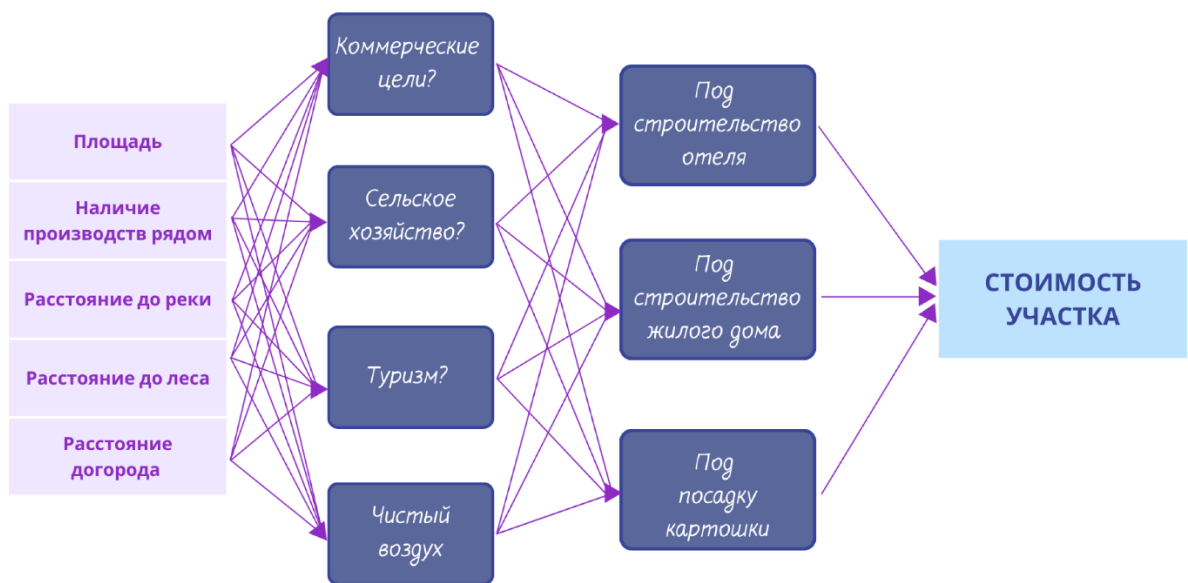 Площадь
Наличие
производств рядом
Расстояние до реки
Расстояние до леса
Расстояние
догорода
Коммерческие
цели?
Сельское
хозяйство?
Туризм?
Чистый
воздух
Под
строительство
отеля
Под
строительство
жилого дома
Под
посадку
картошки
СТОИМОСТЬ
УЧАСТКА